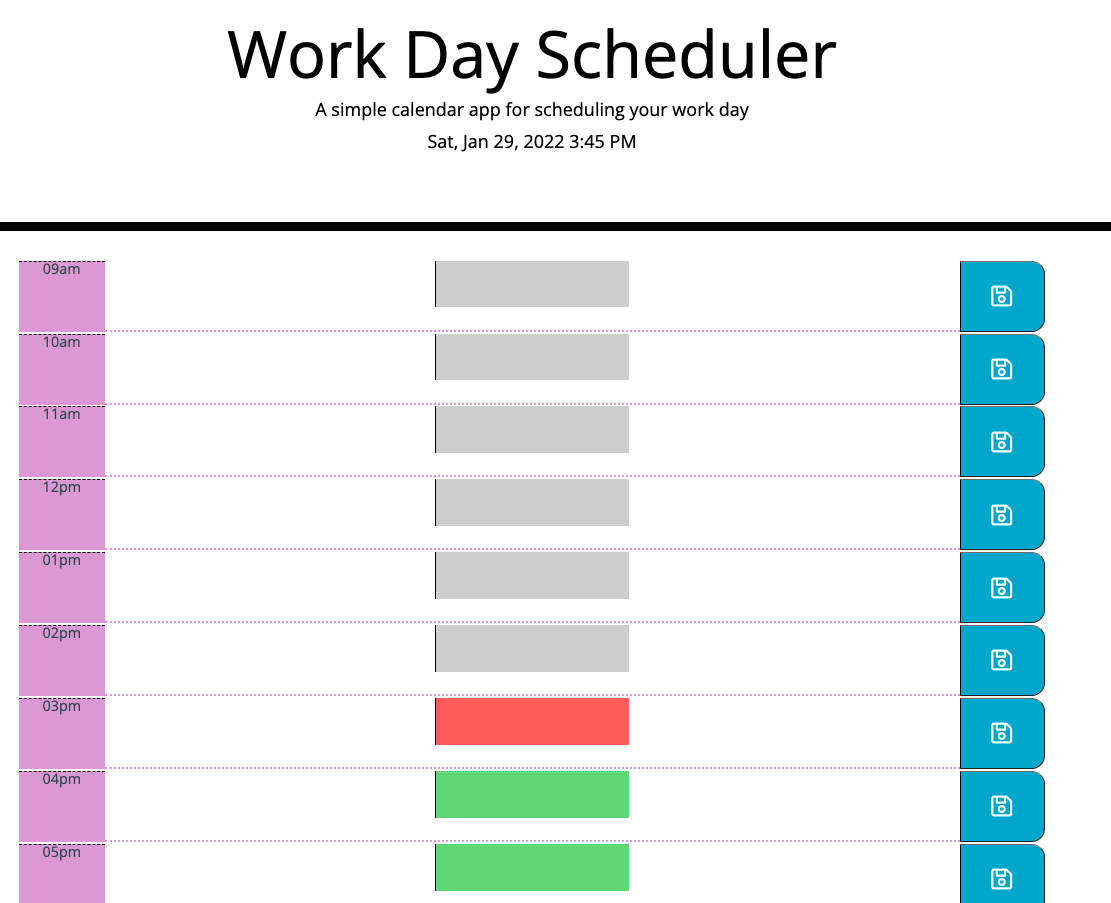 Work Day Scheduler
A simple calendar app for scheduling your work day
Sat, Jan 29, 2022 3:45 PM
09am
10am
11am
12pm
01pm
02pm
03pm
04pm
05pm